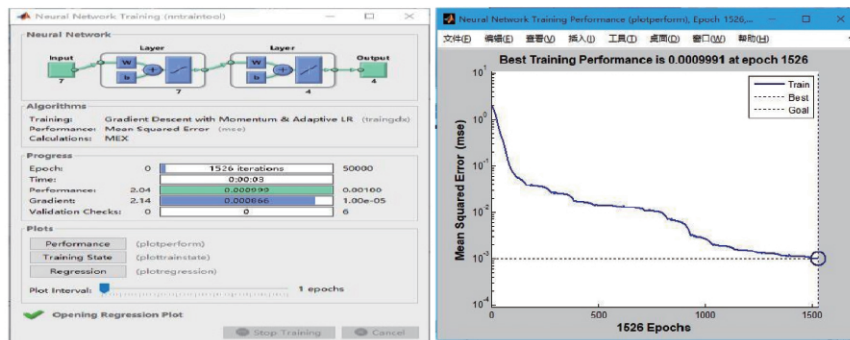 Neural Network Training (nntraintool)
Neural Network
Layer Layer
Input Output
W W
b b
7 7 4 4
Algorithms
Training: Gradient Descent with Momentum & Adaptive LR (traingdx)
Performance: Mean Squared Error (mse)
Calculations: MEX
Progress
Epoch: 0 1526 iterations 50000
Time: 0:00:03
Performance: 2.04 0.000999 0.00100
Gradient: 2.14 0.000866 1.00e-05
Validation Checks: 0 0 6
Plots
Performance (plotperform)
Training State (plottrainstate)
Regression (plotregression)
Plot Interval: 1 epochs
Opening Regression Plot
Stop Training Cancel
Neural Network Training Performance (plotperform), Epoch 1526,...
文件(F) 编辑(E) 查看(V) 插入(I) 工具(T) 桌面(D) 窗口(W) 帮助(H)
Best Training Performance is 0.0009991 at epoch 1526
Mean Squared Error (mse)
10^1
10^0
10^-1
10^-2
10^-3
10^-4
Train
Best
Goal
0 500 1000 1500
1526 Epochs